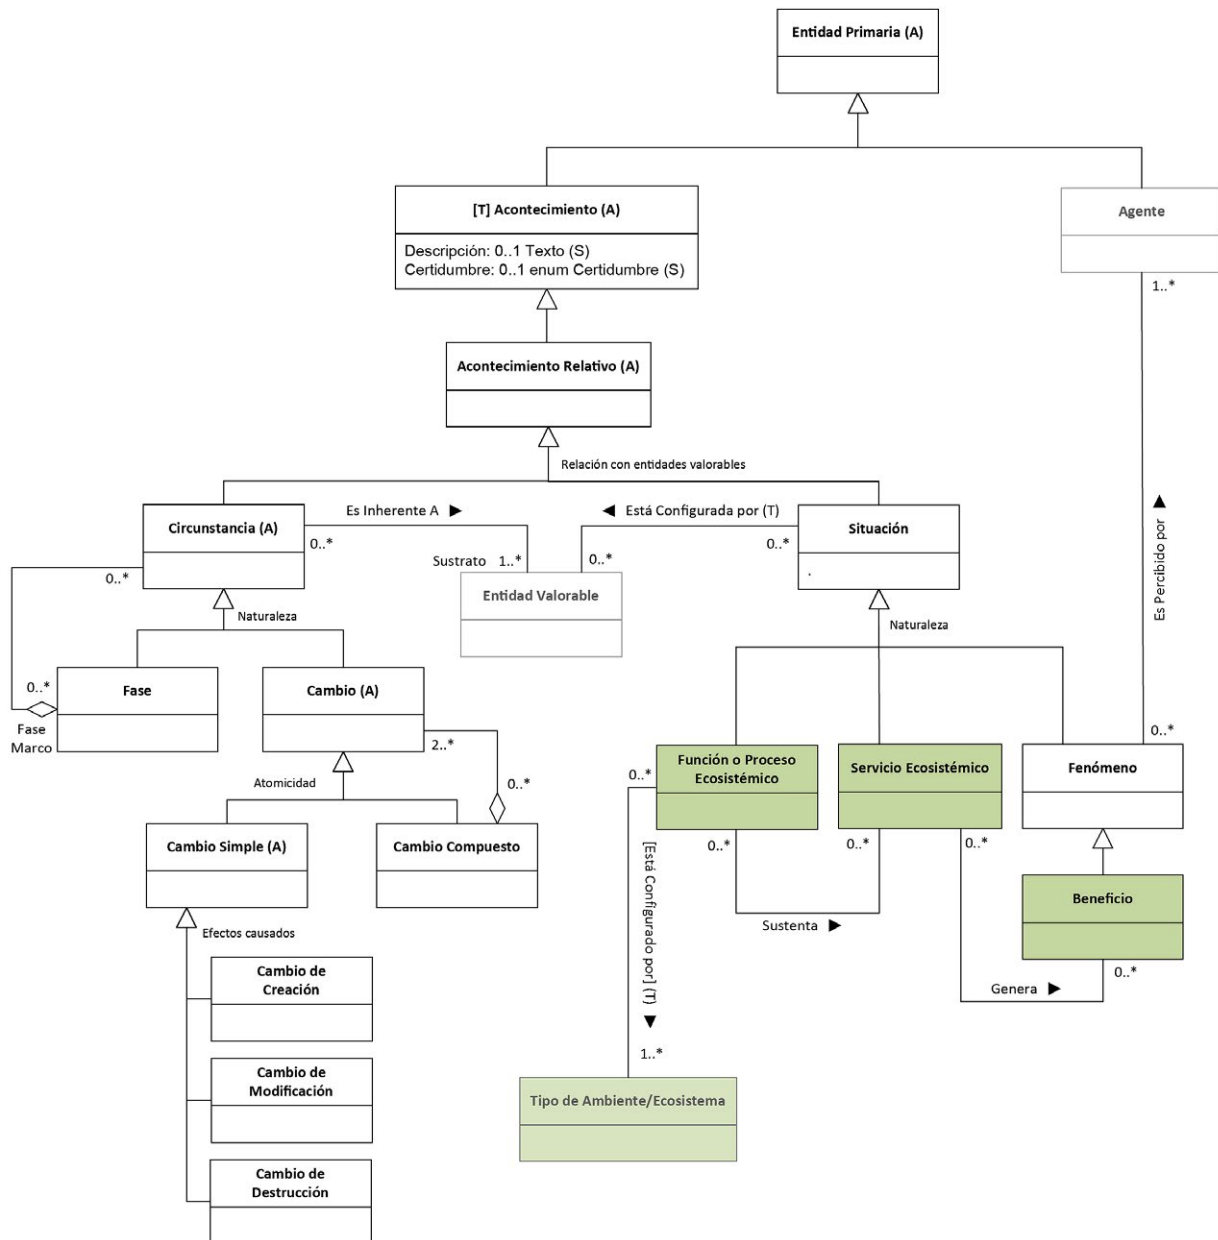 Entidad Primaria (A)
[T] Acontecimiento (A)
Descripción: 0..1 Texto (S)
Certidumbre: 0..1 enum Certidumbre (S)
Agente
1..*
Acontecimiento Relativo (A)
Relación con entidades valorables
Circunstancia (A)
Es Inherente A ►
◄ Está Configurada por (T)
Situación
0..*
0..*
0..*
Sustrato 1..*
0..*
.
Entidad Valorable
Es Percibido por ►
Naturaleza
Naturaleza
Fase
Cambio (A)
0..*
Fase
Marco
2..*
0..*
Función o Proceso
Ecosistémico
Servicio Ecosistémico
Fenómeno
0..*
Atomicidad
0..*
Cambio Simple (A)
Cambio Compuesto
0..*
0..*
0..*
[Está Configurado por] (T) ►
Beneficio
Sustenta ►
Efectos causados
0..*
Genera ►
Cambio de
Creación
1..*
Cambio de
Modificación
Tipo de Ambiente/Ecosistema
Cambio de
Destrucción